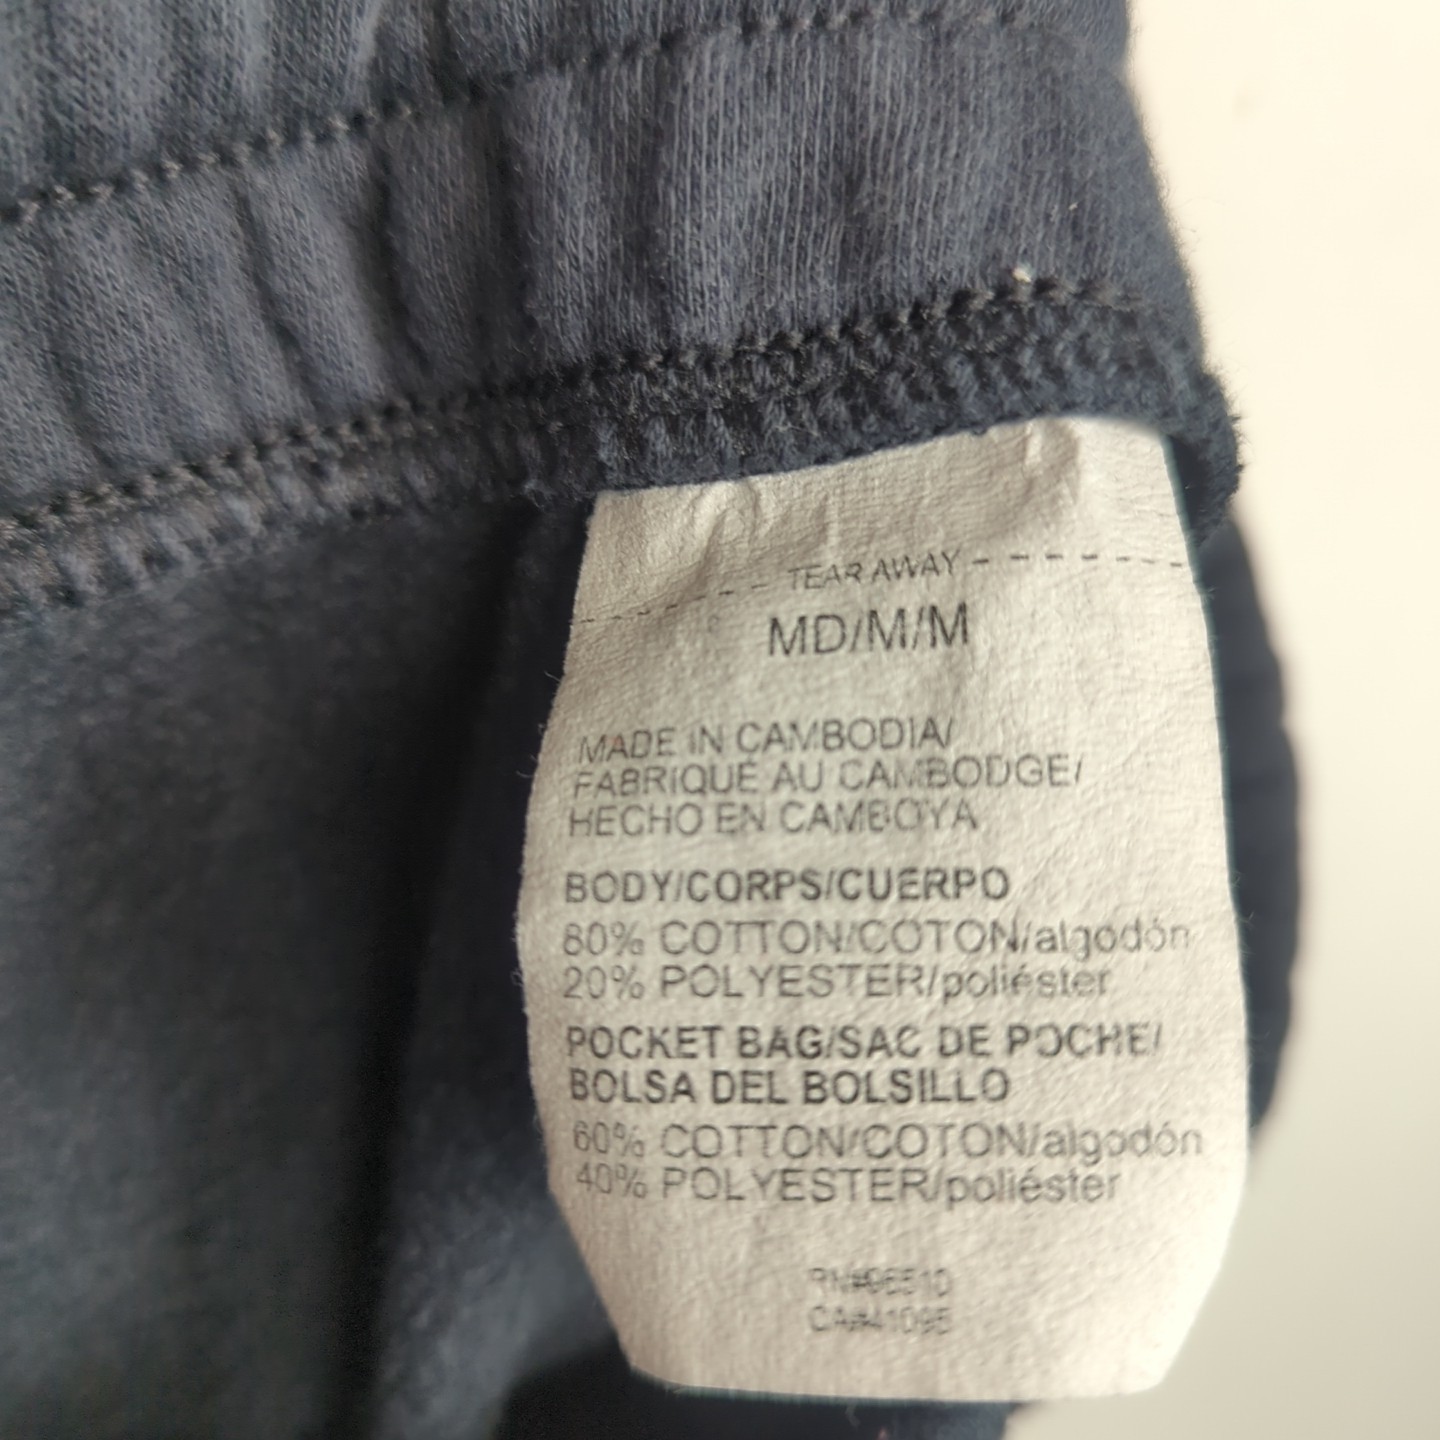 TEAR AWAY
MD/M/M
MADE IN CAMBODIA/
FABRIQUÉ AU CAMBODGE/
HECHO EN CAMBOYA
BODY/CORPS/CUERPO
80% COTTON/COTON/algodón
20% POLYESTER/poliéster
POCKET BAG/SAC DE POCHE/
BOLSA DEL BOLSILLO
60% COTTON/COTON/algodón
40% POLYESTER/poliéster
RN#96510
CA#41095